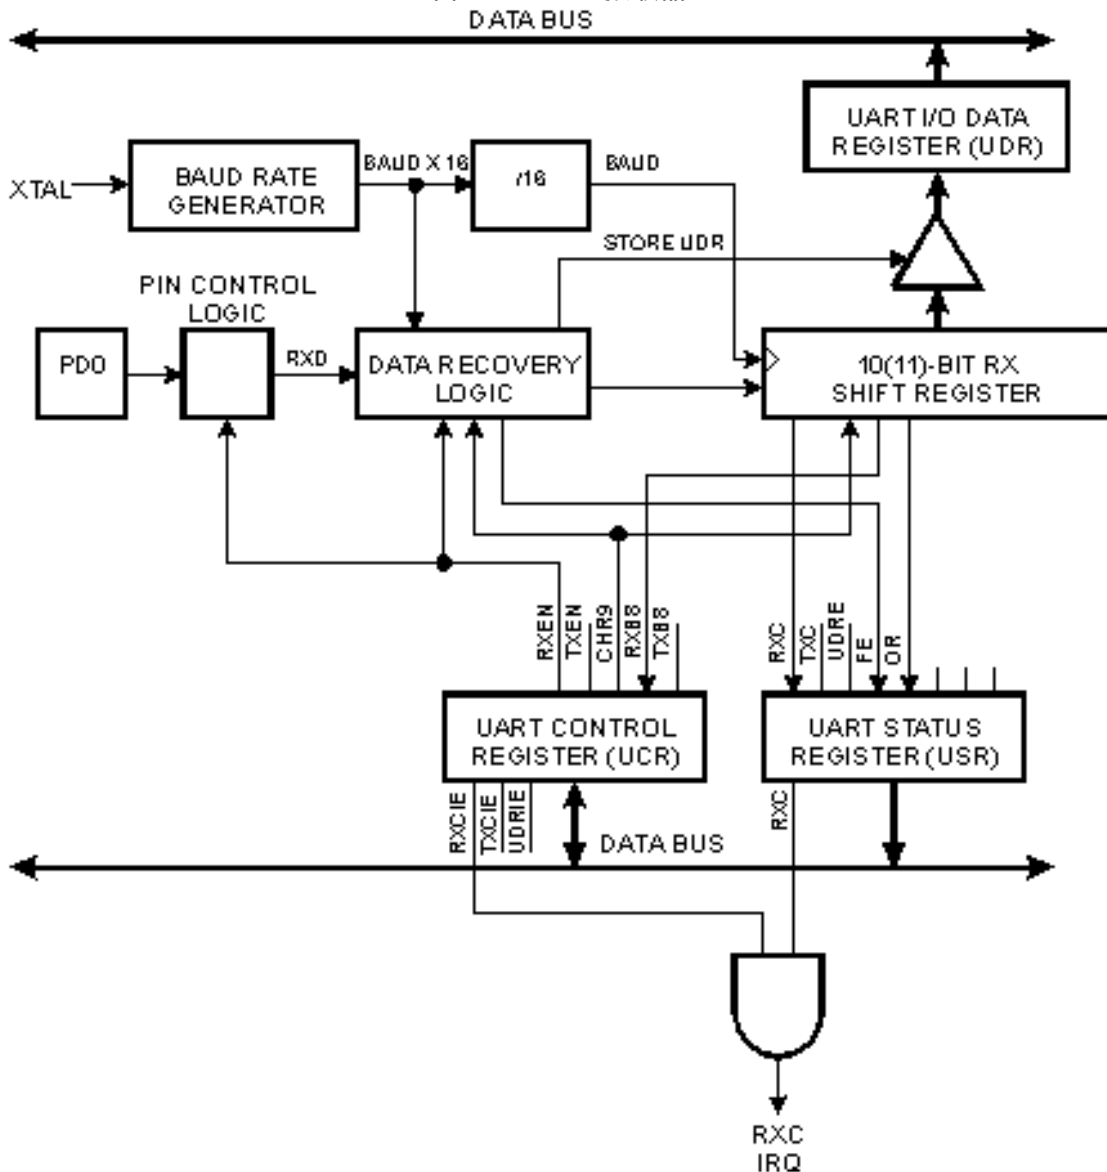 DATA BUS
UART I/O DATA
REGISTER (UDR)
XTAL
BAUD RATE
GENERATOR
BAUD X 16
/16
BAUD
STORE UDR
PIN CONTROL
LOGIC
PD0
RXD
DATA RECOVERY
LOGIC
10(11)-BIT RX
SHIFT REGISTER
RXEN
TXEN
CHR9
RXB8
TXB8
RXC
TXC
UDRE
FE
OR
UART CONTROL
REGISTER (UCR)
UART STATUS
REGISTER (USR)
RXCIE
TXCIE
UDRIE
RXC
DATA BUS
RXC
IRQ